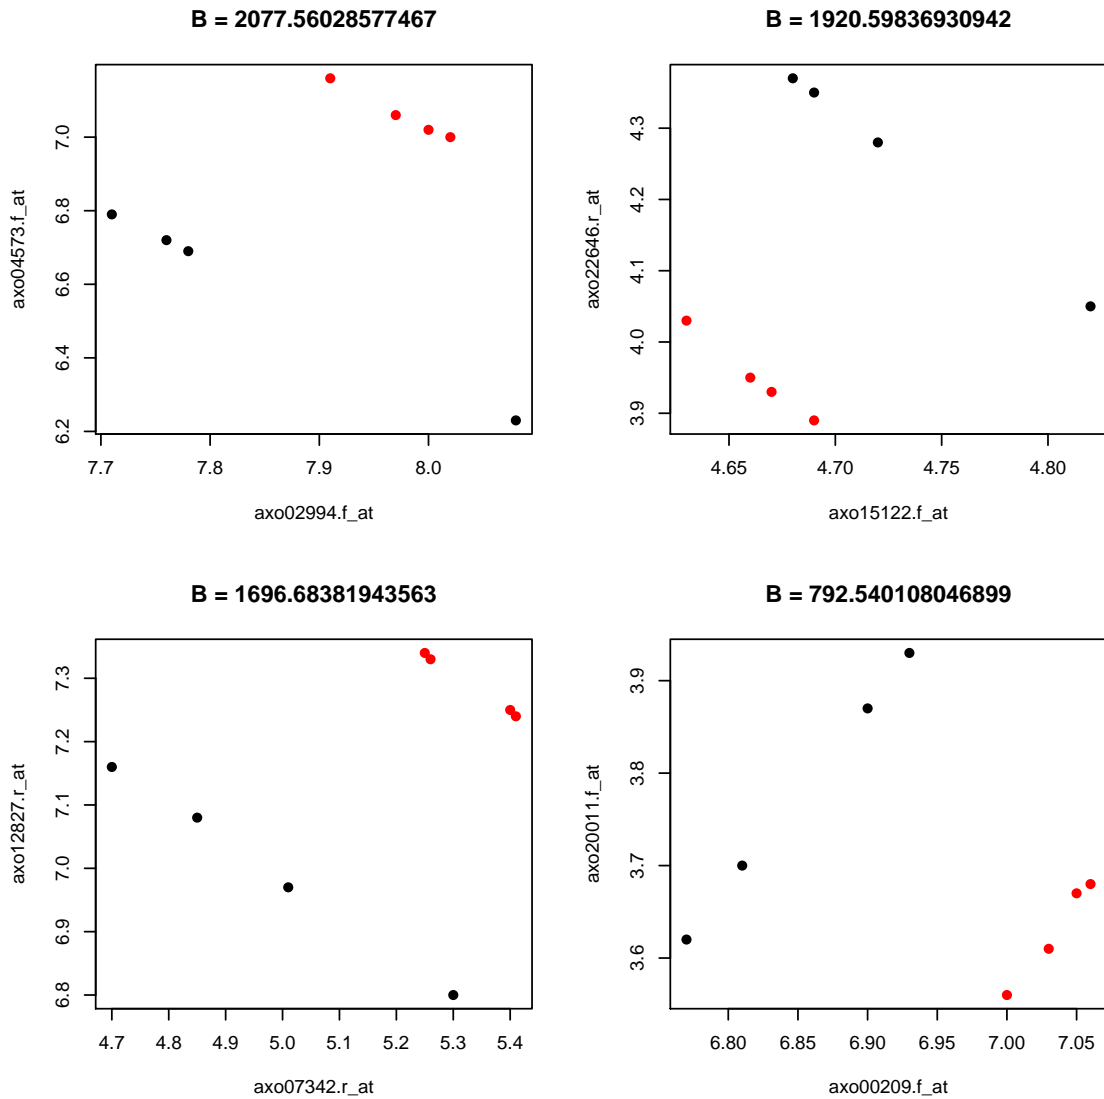 B = 2077.56028577467
axo04573.f_at
7.0
6.8
6.6
6.4
6.2
7.7 7.8 7.9 8.0
axo02994.f_at
B = 1920.59836930942
axo22646.r_at
4.3
4.2
4.1
4.0
3.9
4.65 4.70 4.75 4.80
axo15122.f_at
B = 1696.68381943563
axo12827.r_at
7.3
7.2
7.1
7.0
6.9
6.8
4.7 4.8 4.9 5.0 5.1 5.2 5.3 5.4
axo07342.r_at
B = 792.540108046899
axo20011.f_at
3.9
3.8
3.7
3.6
6.80 6.85 6.90 6.95 7.00 7.05
axo00209.f_at